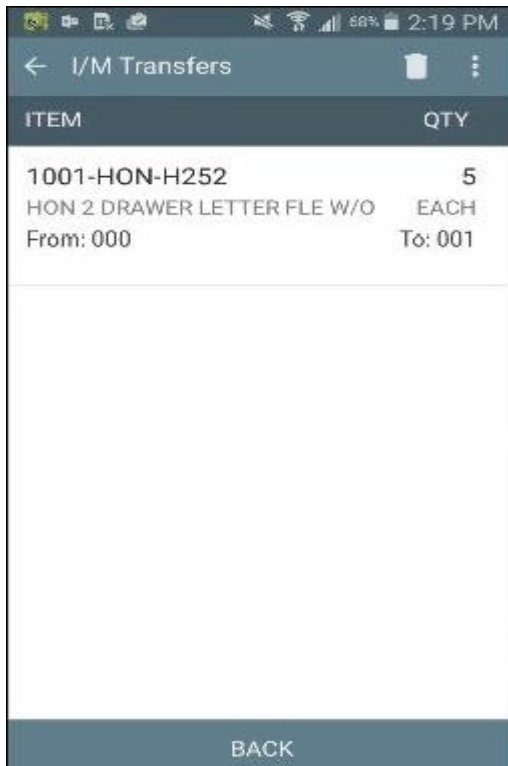 68% 2:19 PM
← I/M Transfers
ITEM QTY
1001-HON-H252 5
HON 2 DRAWER LETTER FLE W/O EACH
From: 000 To: 001
BACK